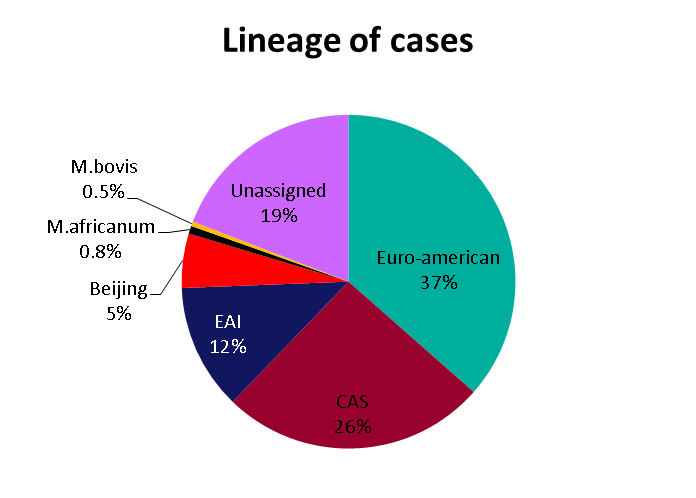 Lineage of cases
M.bovis
0.5%
Unassigned
19%
M.africanum
0.8%
Euro-american
37%
Beijing
5%
EAI
12%
CAS
26%